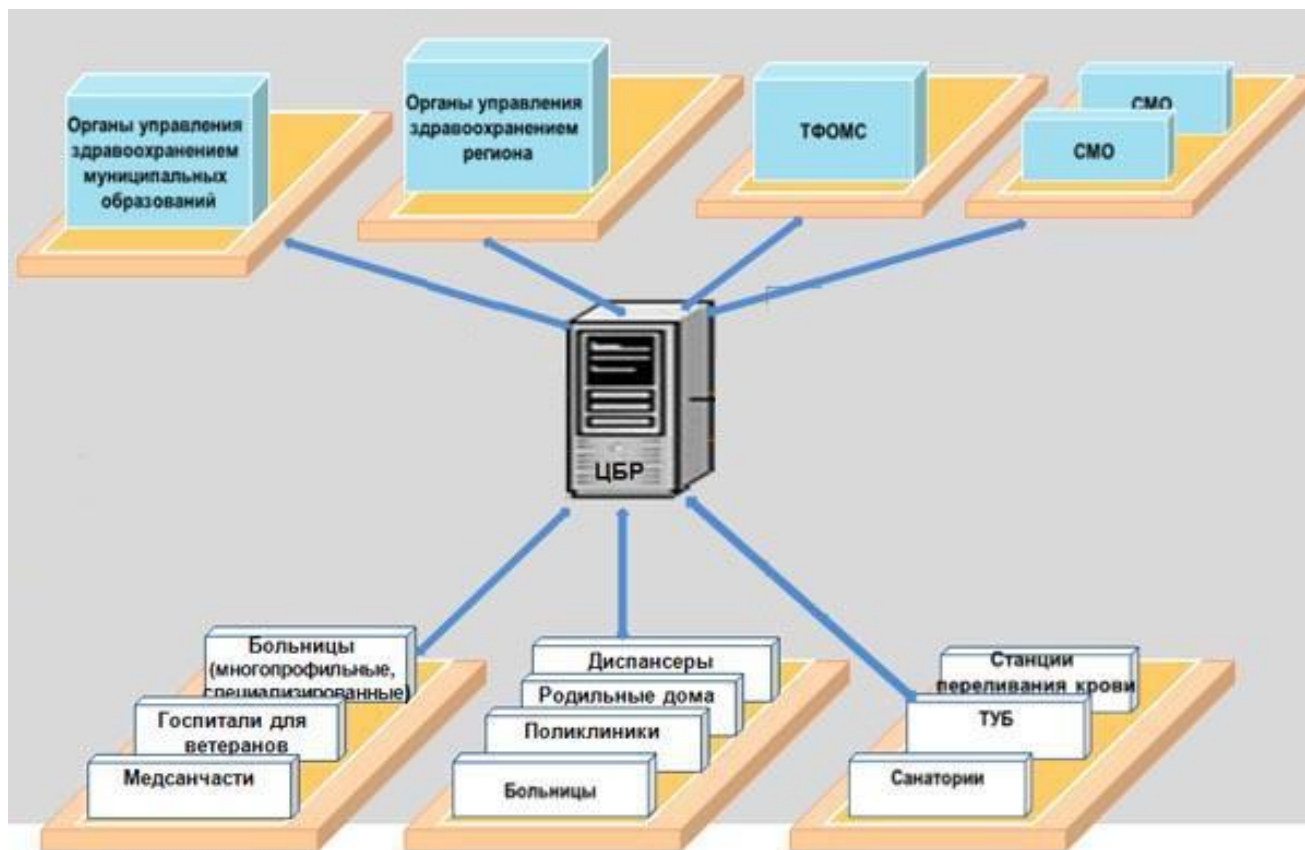 Органы управления
здравоохранением
муниципальных
образований
Органы управления
здравоохранением
региона
ТФОМС
СМО
СМО
ЦБР
Больницы
(многопрофильные,
специализированные)
Госпитали для
ветеранов
Медсанчасти
Диспансеры
Родильные дома
Поликлиники
Больницы
Станции
переливания крови
ТУБ
Санатории